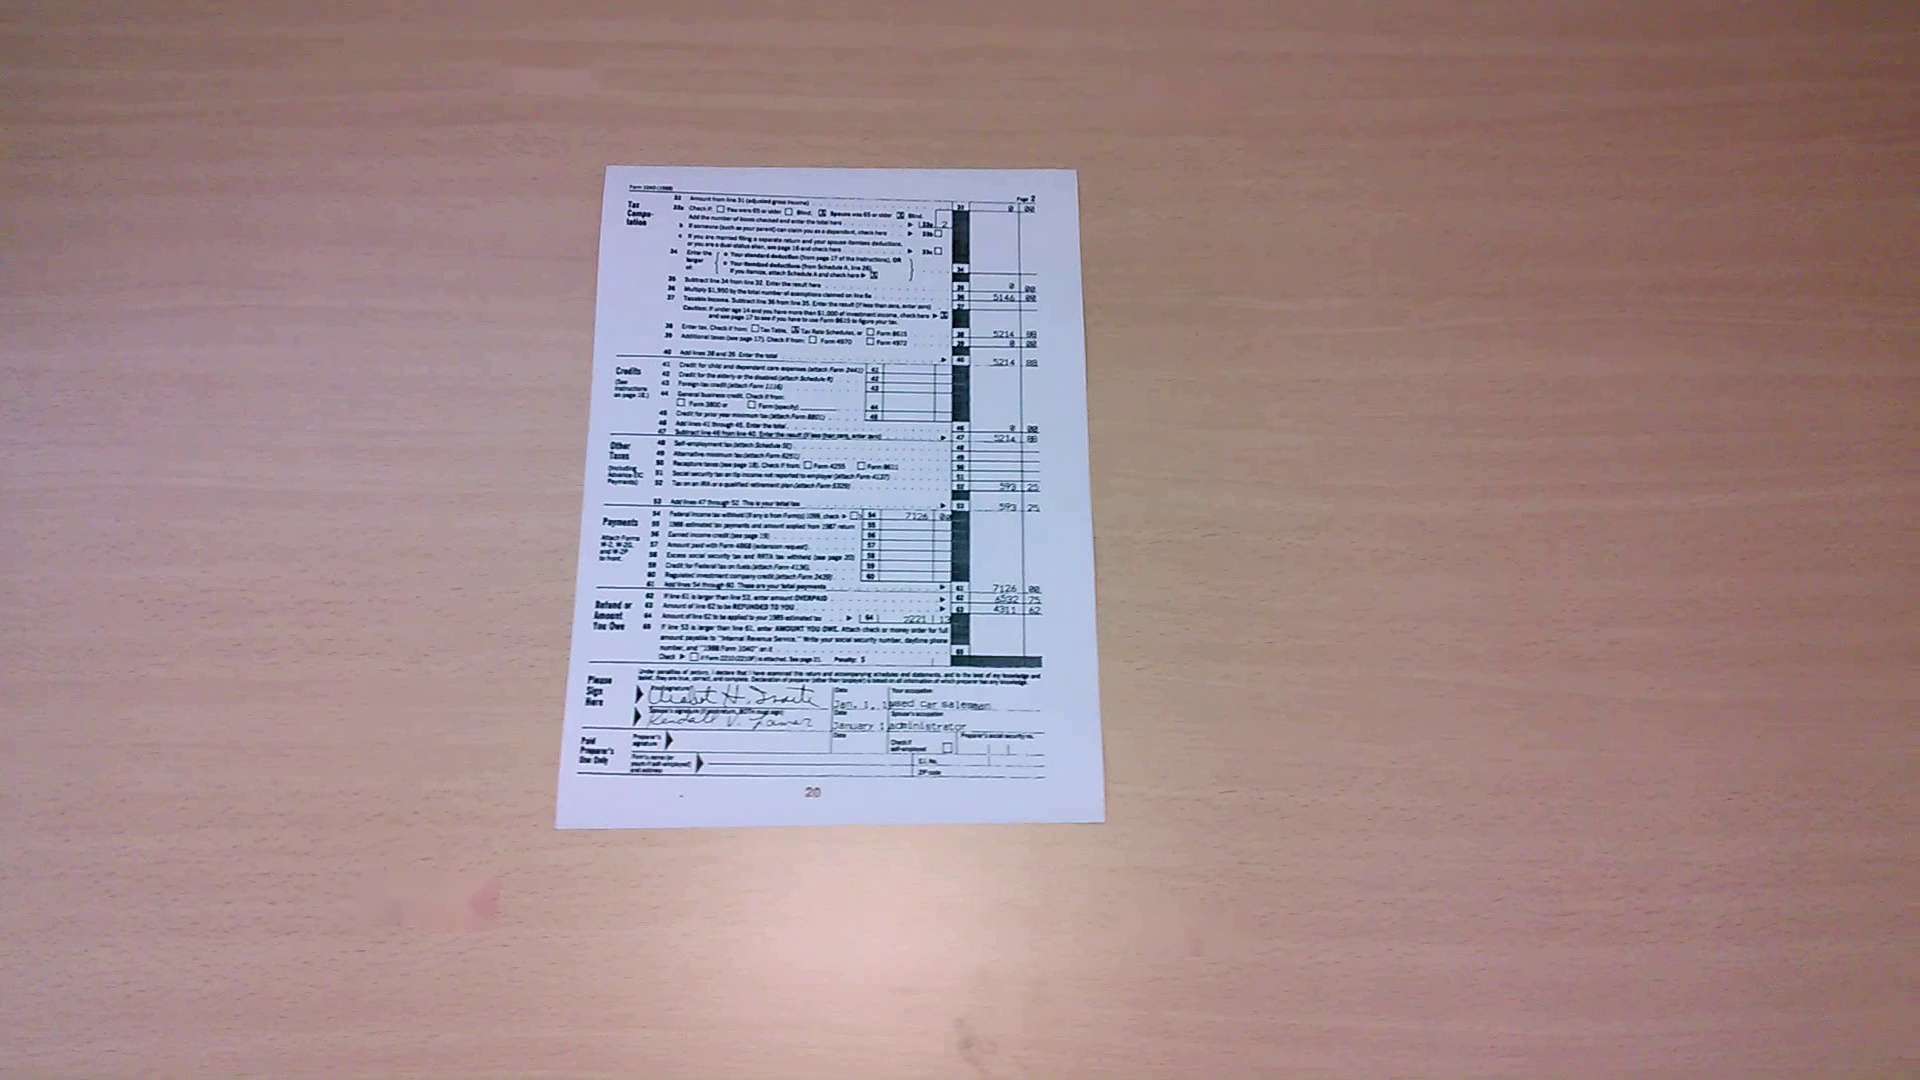 Form 1040 (1988) Page 2
Tax Compu- tation
32 Amount from line 31 (adjusted gross income) 32 0 00
33a Check if: You were 65 or older Blind, Spouse was 65 or older Blind.
Add the number of boxes checked and enter the total here 33a 2
b If someone (such as your parent) can claim you as a dependent, check here 33b
c If you are married filing a separate return and your spouse itemizes deductions,
or you are a dual-status alien, see page 16 and check here 33c
34 Enter the larger of:
• Your standard deduction (from page 17 of the Instructions), OR
• Your itemized deductions (from Schedule A, line 26).
If you itemize, attach Schedule A and check here 34
35 Subtract line 34 from line 32. Enter the result here 35 0 00
36 Multiply $1,950 by the total number of exemptions claimed on line 6e 36 5146 00
37 Taxable income. Subtract line 36 from line 35. Enter the result (if less than zero, enter zero) 37
Caution: If under age 14 and you have more than $1,000 of investment income, check here
and see page 17 to see if you have to use Form 8615 to figure your tax.
38 Enter tax. Check if from: Tax Table, Tax Rate Schedules, or Form 8615 38 5214 88
39 Additional taxes (see page 17). Check if from: Form 4970 Form 4972 39 0 00
40 Add lines 38 and 39. Enter the total 40 5214 88
Credits
(See Instructions on page 18.)
41 Credit for child and dependent care expenses (attach Form 2441) 41
42 Credit for the elderly or the disabled (attach Schedule R) 42
43 Foreign tax credit (attach Form 1116) 43
44 General business credit. Check if from:
Form 3800 or Form (specify) 44
45 Credit for prior year minimum tax (attach Form 8801) 45
46 Add lines 41 through 45. Enter the total 46 0 00
47 Subtract line 46 from line 40. Enter the result (if less than zero, enter zero) 47 5214 88
Other Taxes
(Including Advance EIC Payments)
48 Self-employment tax (attach Schedule SE) 48
49 Alternative minimum tax (attach Form 6251) 49
50 Recapture taxes (see page 18). Check if from: Form 4255 Form 8611 50
51 Social security tax on tip income not reported to employer (attach Form 4137) 51
52 Tax on an IRA or a qualified retirement plan (attach Form 5329) 52 593 25
53 Add lines 47 through 52. This is your total tax 53 593 25
Payments
Attach Forms W-2, W-2G, and W-2P to front.
54 Federal income tax withheld (if any is from Form(s) 1099, check ) 54 7126 00
55 1988 estimated tax payments and amount applied from 1987 return 55
56 Earned income credit (see page 19) 56
57 Amount paid with Form 4868 (extension request) 57
58 Excess social security tax and RRTA tax withheld (see page 20) 58
59 Credit for Federal tax on fuels (attach Form 4136) 59
60 Regulated investment company credit (attach Form 2439) 60
61 Add lines 54 through 60. These are your total payments 61 7126 00
Refund or Amount You Owe
62 If line 61 is larger than line 53, enter amount OVERPAID 62 6532 75
63 Amount of line 62 to be REFUNDED TO YOU 63 4311 62
64 Amount of line 62 to be applied to your 1989 estimated tax 64 2221 13
65 If line 53 is larger than line 61, enter AMOUNT YOU OWE. Attach check or money order for full
amount payable to "Internal Revenue Service." Write your social security number, daytime phone
number, and "1988 Form 1040" on it 65
Check if Form 2210 (2210F) is attached. See page 21. Penalty: $
Please Sign Here
Under penalties of perjury, I declare that I have examined this return and accompanying schedules and statements, and to the best of my knowledge and
belief, they are true, correct, and complete. Declaration of preparer (other than taxpayer) is based on all information of which preparer has any knowledge.
Your signature Date Your occupation
H. Jan. 1, 1 used car salesman
Spouse's signature (if joint return, BOTH must sign) Date Spouse's occupation
Kendall V. January 1 administrator
Paid Preparer's Use Only
Preparer's signature Date Check if self-employed Preparer's social security no.
Firm's name (or yours if self-employed) and address E.I. No.
ZIP code
20